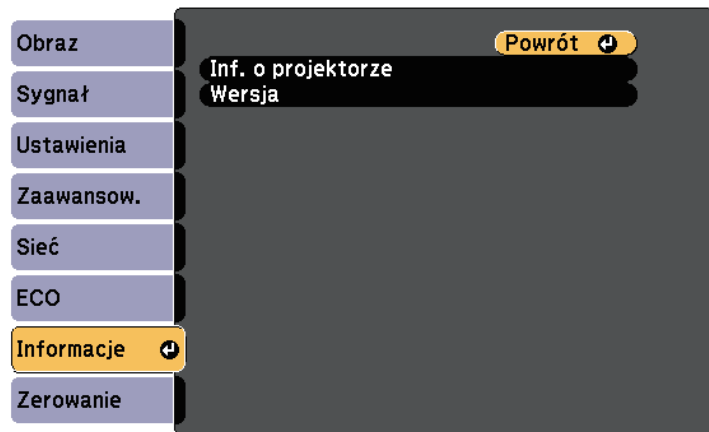 Obraz
Sygnał
Ustawienia
Zaawansow.
Sieć
ECO
Informacje
Zerowanie
Powrót
Inf. o projektorze
Wersja